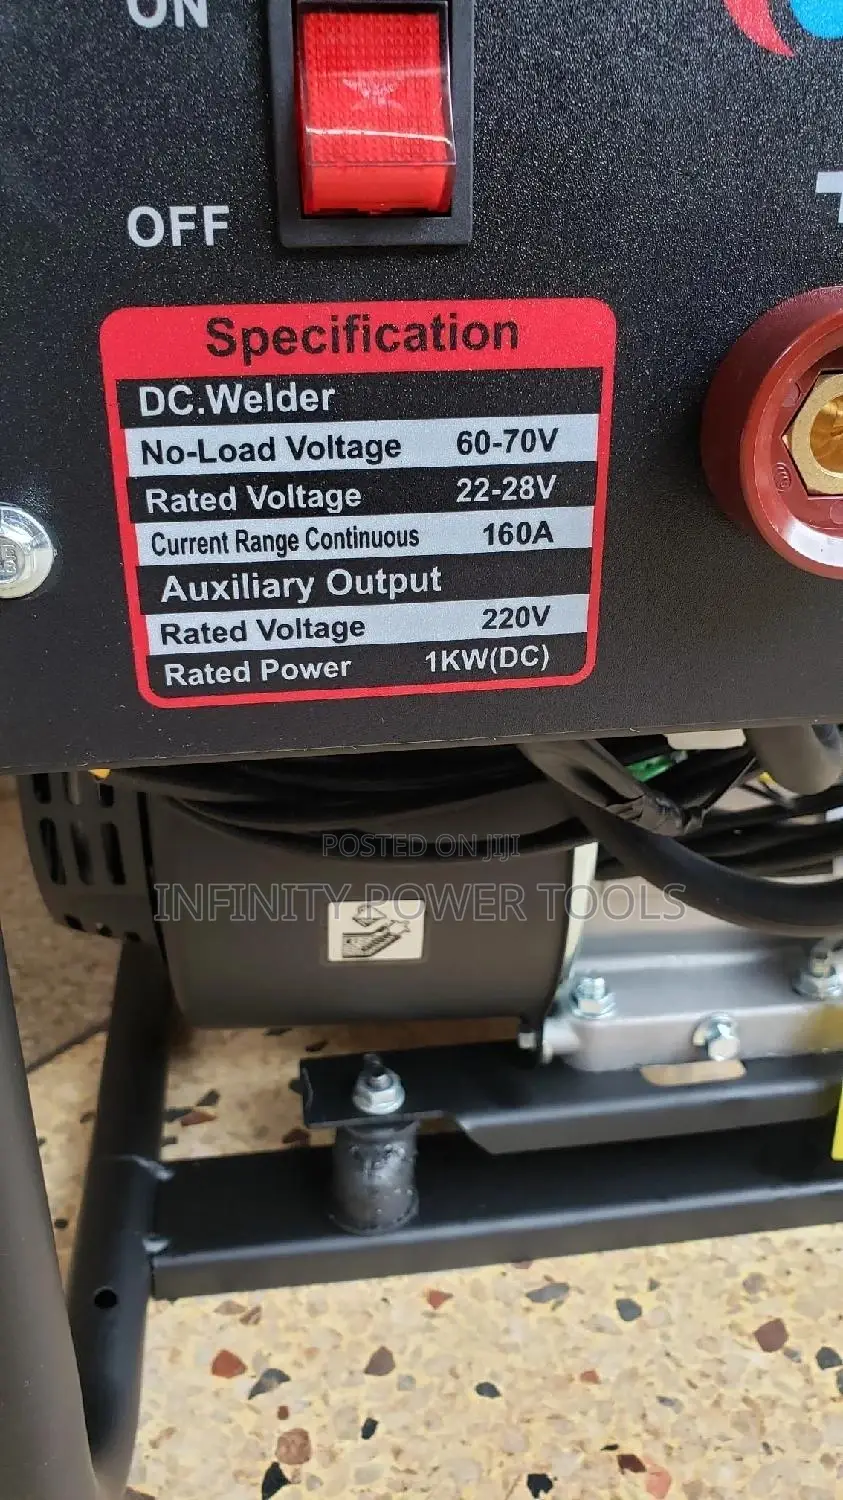 ON
OFF
Specification
DC.Welder
No-Load Voltage 60-70V
Rated Voltage 22-28V
Current Range Continuous 160A
Auxiliary Output
Rated Voltage 220V
Rated Power 1KW(DC)
POSTED ON JIJI
INFINITY POWER TOOLS